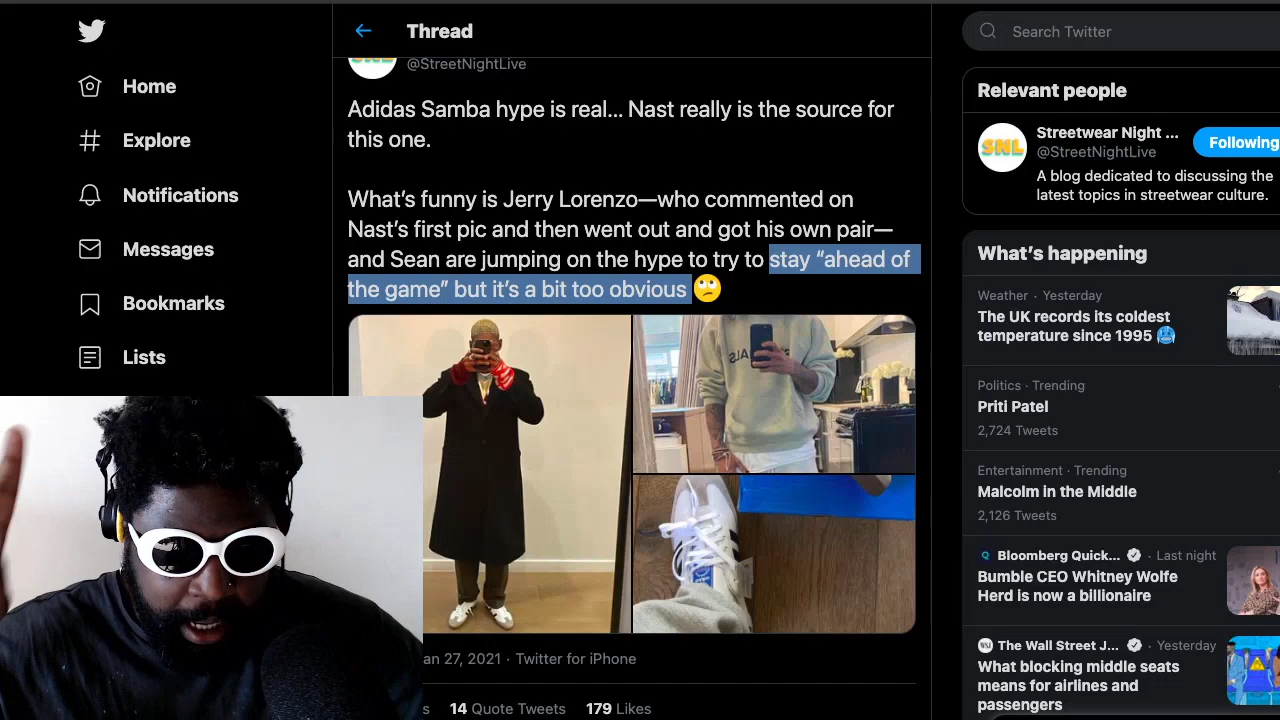 Home
Explore
Notifications
Messages
Bookmarks
Lists
Thread
SNL
@StreetNightLive
Adidas Samba hype is real... Nast really is the source for
this one.
What’s funny is Jerry Lorenzo—who commented on
Nast’s first pic and then went out and got his own pair—
and Sean are jumping on the hype to try to stay “ahead of
the game” but it’s a bit too obvious 🙄
an 27, 2021 · Twitter for iPhone
s 14 Quote Tweets 179 Likes
Search Twitter
Relevant people
SNL
Streetwear Night ...
@StreetNightLive
Following
A blog dedicated to discussing the
latest topics in streetwear culture.
What’s happening
Weather · Yesterday
The UK records its coldest
temperature since 1995 🥶
Politics · Trending
Priti Patel
2,724 Tweets
Entertainment · Trending
Malcolm in the Middle
2,126 Tweets
Bloomberg Quick... · Last night
Bumble CEO Whitney Wolfe
Herd is now a billionaire
The Wall Street J... · Yesterday
What blocking middle seats
means for airlines and
passengers